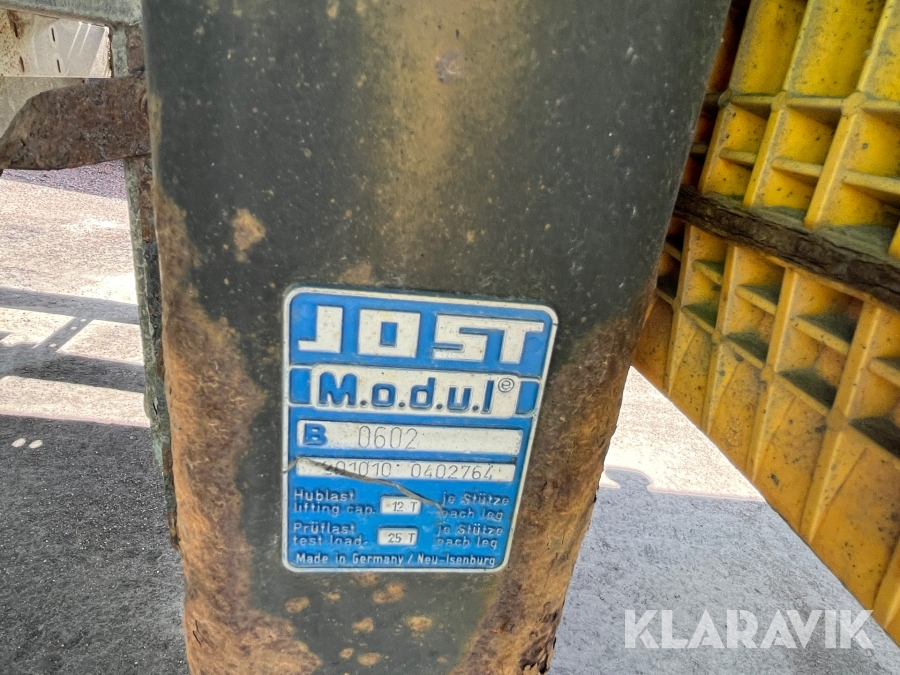 JOST
M.o.d.u.l e
B 0602
101010 0402764
Hublast 12 T je Stütze
lifting cap. each leg
Prüflast 25 T je Stütze
test load. each leg
Made in Germany / Neu-Isenburg
KLARAVIK